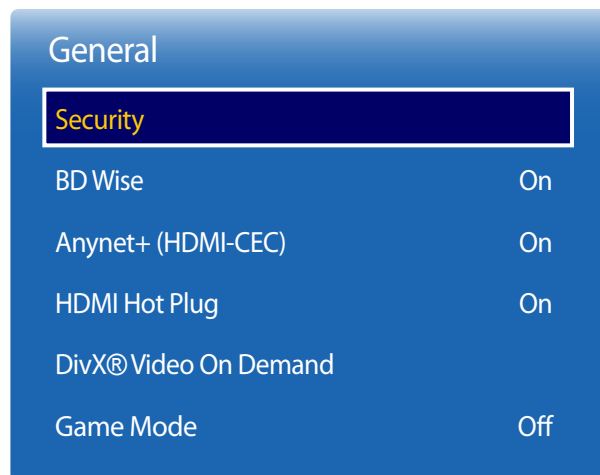 General
Security
BD Wise On
Anynet+ (HDMI-CEC) On
HDMI Hot Plug On
DivX® Video On Demand
Game Mode Off